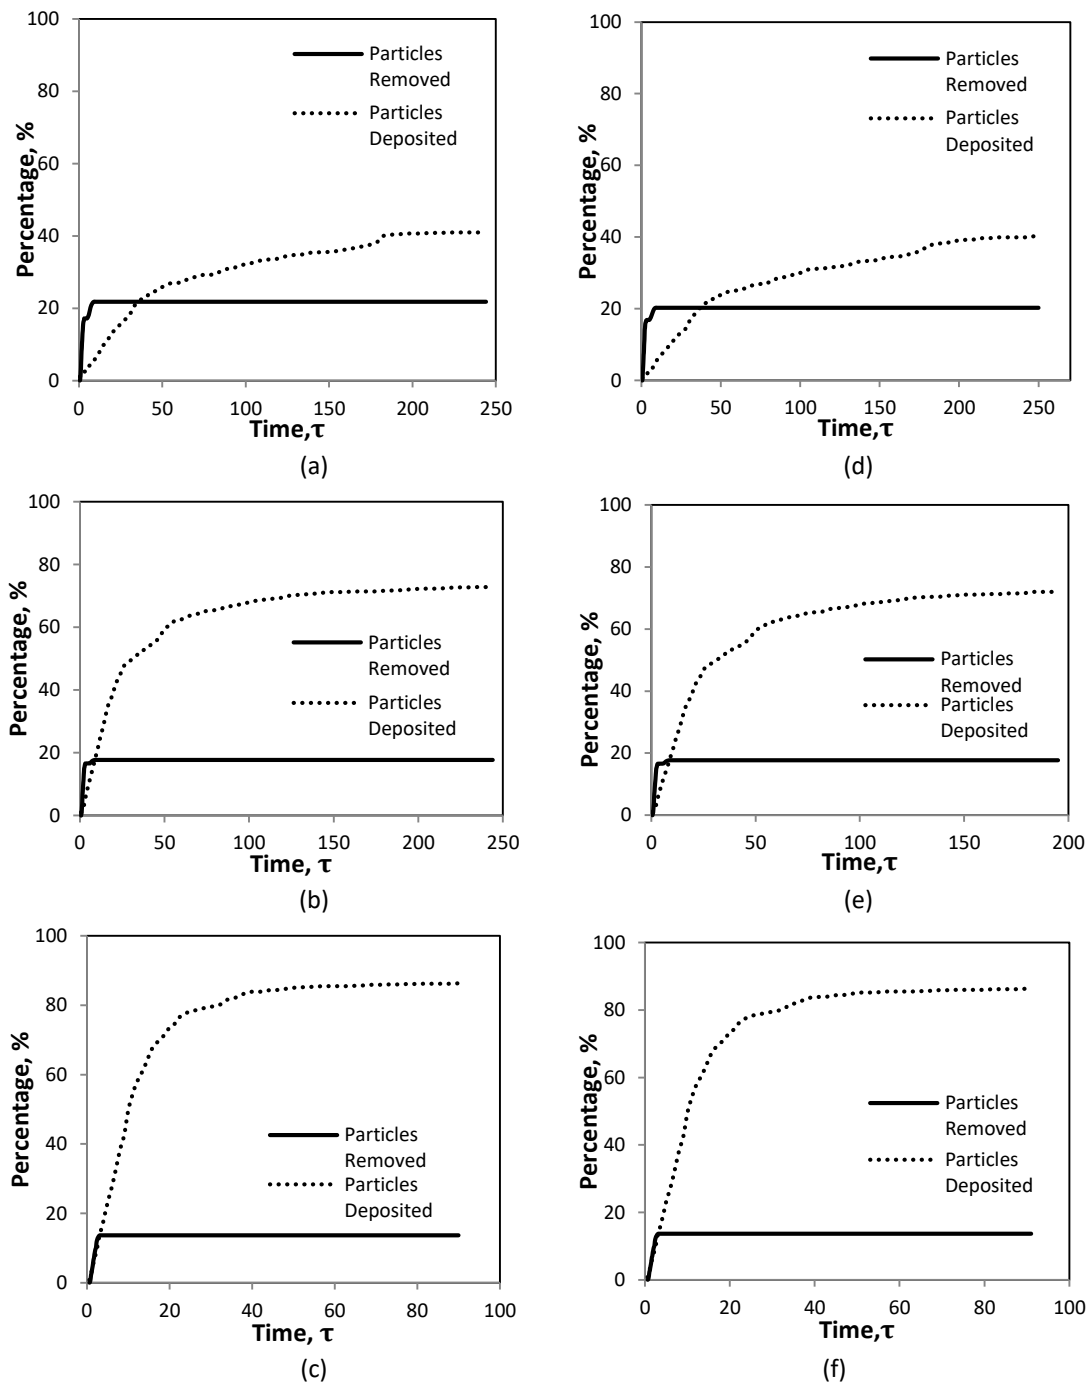 100
80
60
40
20
0
Percentage, %
Particles
Removed
Particles
Deposited
0 50 100 150 200 250
Time,τ
(a)
100
80
60
40
20
0
Percentage, %
Particles
Removed
Particles
Deposited
0 50 100 150 200 250
Time,τ
(d)
100
80
60
40
20
0
Percentage, %
Particles
Removed
Particles
Deposited
0 50 100 150 200 250
Time, τ
(b)
100
80
60
40
20
0
Percentage, %
Particles
Removed
Particles
Deposited
0 50 100 150 200
Time,τ
(e)
100
80
60
40
20
0
Percentage, %
Particles
Removed
Particles
Deposited
0 20 40 60 80 100
Time, τ
(c)
100
80
60
40
20
0
Percentage, %
Particles
Removed
Particles
Deposited
0 20 40 60 80 100
Time,τ
(f)